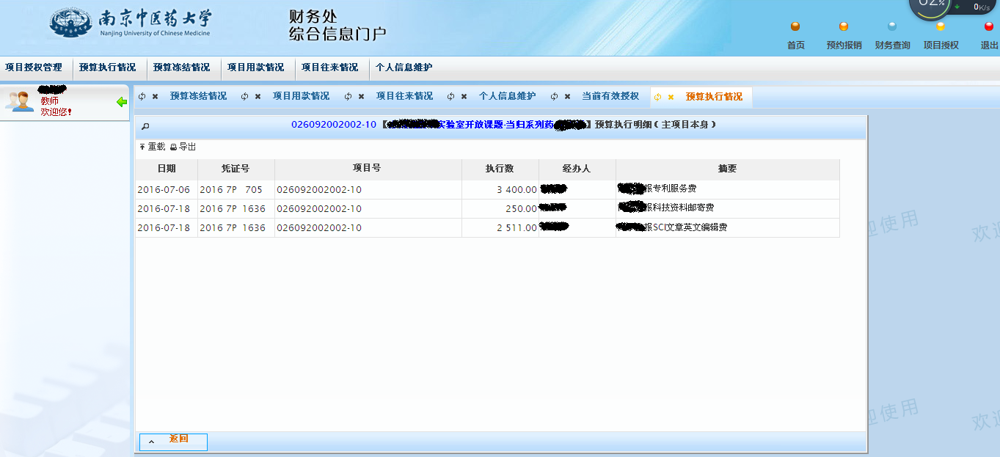 南京中医药大学
Nanjing University of Chinese Medicine
财务处
综合信息门户
0K/s
首页 预约报销 财务查询 项目授权 退出
项目授权管理 预算执行情况 预算冻结情况 项目用款情况 项目往来情况 个人信息维护
教师
欢迎您!
预算冻结情况 项目用款情况 项目往来情况 个人信息维护 当前有效授权 预算执行情况
026092002002-10 【实验室开放课题-当归系列药】预算执行明细(主项目本身)
重载 导出
日期 凭证号 项目号 执行数 经办人 摘要
2016-07-06 2016 7P 705 026092002002-10 3 400.00 报专利服务费
2016-07-18 2016 7P 1636 026092002002-10 250.00 报科技资料邮寄费
2016-07-18 2016 7P 1636 026092002002-10 2 511.00 报SCI文章英文编辑费
迎使用 欢迎
迎使用 欢迎
返回